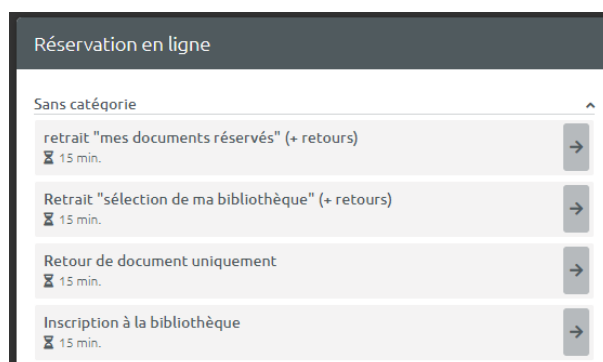 Réservation en ligne
Sans catégorie
retrait "mes documents réservés" (+ retours)
15 min.
Retrait "sélection de ma bibliothèque" (+ retours)
15 min.
Retour de document uniquement
15 min.
Inscription à la bibliothèque
15 min.